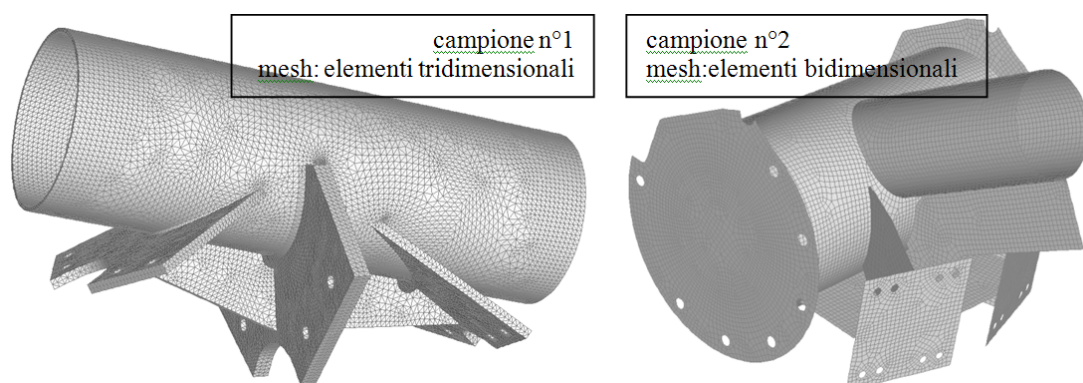 campione n°1
mesh: elementi tridimensionali
campione n°2
mesh:elementi bidimensionali